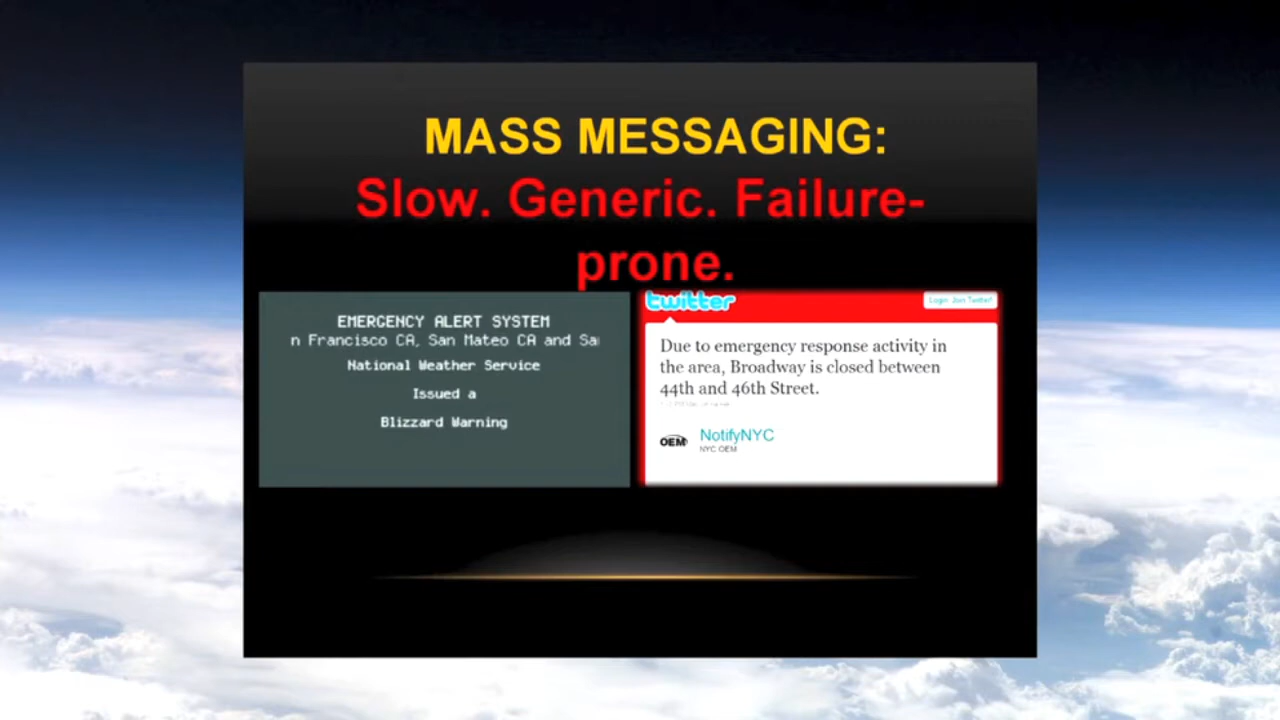 MASS MESSAGING:
Slow. Generic. Failure-
prone.
EMERGENCY ALERT SYSTEM
n Francisco CA, San Mateo CA and Sa
National Weather Service
Issued a
Blizzard Warning
twitter
Login Join Twitter!
Due to emergency response activity in
the area, Broadway is closed between
44th and 46th Street.
OEM
NotifyNYC
NYC OEM